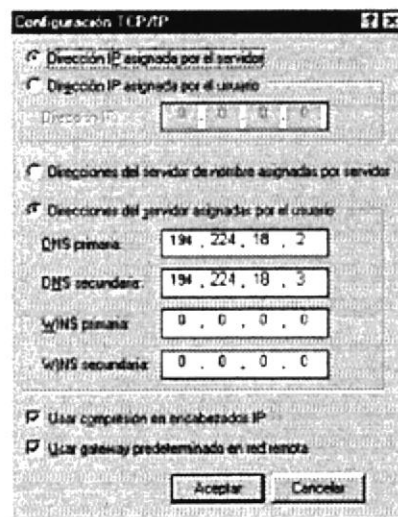 Configuración TCP/IP
Dirección IP asignada por el servidor
Dirección IP asignada por el usuario
Dirección IP:
0 . 0 . 0 . 0
Direcciones del servidor de nombre asignadas por servidor
Direcciones del servidor asignadas por el usuario
DNS primaria: 194 . 224 . 18 . 2
DNS secundaria: 194 . 224 . 18 . 3
WINS primaria: 0 . 0 . 0 . 0
WINS secundaria: 0 . 0 . 0 . 0
Usar compresión en encabezados IP
Usar gateway predeterminado en red remota
Aceptar Cancelar